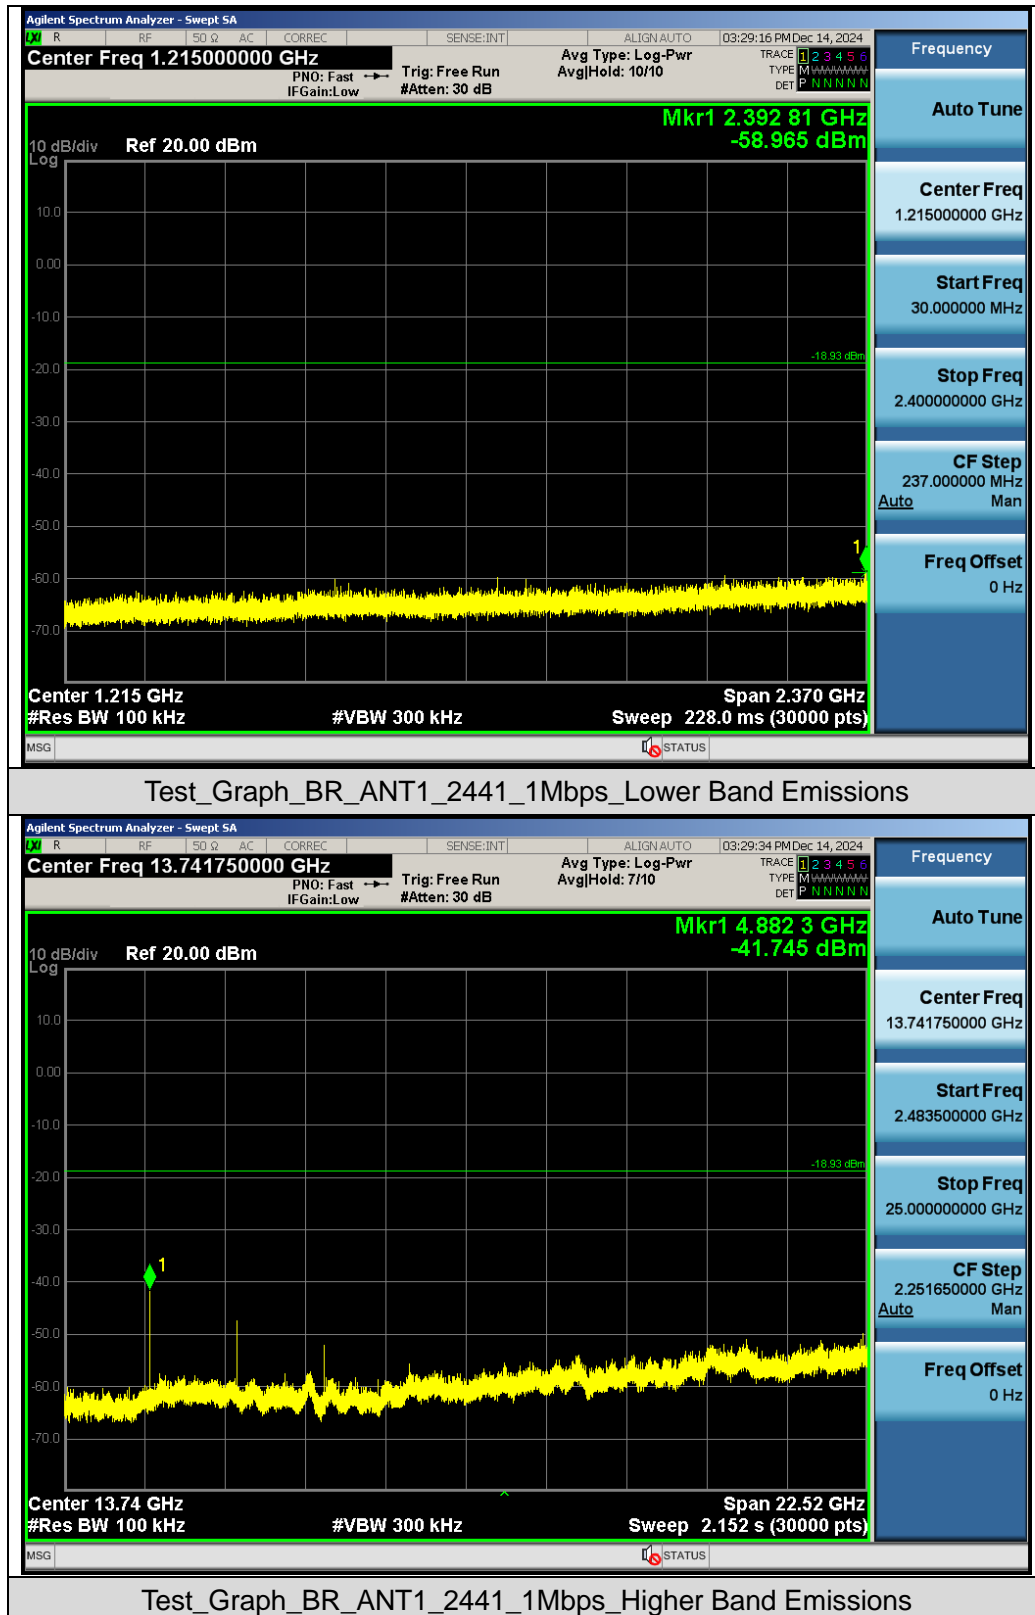 Agilent Spectrum Analyzer - Swept SA
LXI R RF 50 Ω AC CORREC SENSE:INT ALIGN AUTO 03:29:16 PM Dec 14, 2024
Center Freq 1.215000000 GHz
PNO: Fast
IFGain:Low
Trig: Free Run
#Atten: 30 dB
Avg Type: Log-Pwr
Avg|Hold: 10/10
TRACE 1 2 3 4 5 6
TYPE M
DET P N N N N N
Mkr1 2.392 81 GHz
-58.965 dBm
10 dB/div Ref 20.00 dBm
Log
10.0
0.00
-10.0
-18.93 dBm
-20.0
-30.0
-40.0
-50.0
1
-60.0
-70.0
Center 1.215 GHz Span 2.370 GHz
#Res BW 100 kHz #VBW 300 kHz Sweep 228.0 ms (30000 pts)
MSG STATUS
Frequency
Auto Tune
Center Freq
1.215000000 GHz
Start Freq
30.000000 MHz
Stop Freq
2.400000000 GHz
CF Step
237.000000 MHz
Auto Man
Freq Offset
0 Hz
Test_Graph_BR_ANT1_2441_1Mbps_Lower Band Emissions
Agilent Spectrum Analyzer - Swept SA
LXI R RF 50 Ω AC CORREC SENSE:INT ALIGN AUTO 03:29:34 PM Dec 14, 2024
Center Freq 13.741750000 GHz
PNO: Fast
IFGain:Low
Trig: Free Run
#Atten: 30 dB
Avg Type: Log-Pwr
Avg|Hold: 7/10
TRACE 1 2 3 4 5 6
TYPE M
DET P N N N N N
Mkr1 4.882 3 GHz
-41.745 dBm
10 dB/div Ref 20.00 dBm
Log
10.0
0.00
-10.0
-18.93 dBm
-20.0
-30.0
1
-40.0
-50.0
-60.0
-70.0
Center 13.74 GHz Span 22.52 GHz
#Res BW 100 kHz #VBW 300 kHz Sweep 2.152 s (30000 pts)
MSG STATUS
Frequency
Auto Tune
Center Freq
13.741750000 GHz
Start Freq
2.483500000 GHz
Stop Freq
25.000000000 GHz
CF Step
2.251650000 GHz
Auto Man
Freq Offset
0 Hz
Test_Graph_BR_ANT1_2441_1Mbps_Higher Band Emissions